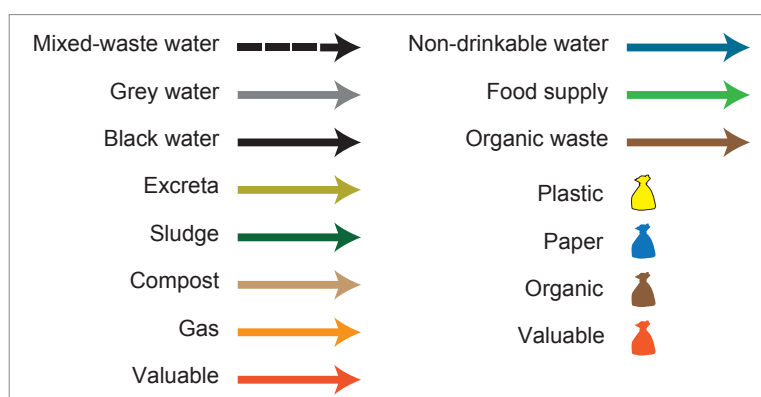 Mixed-waste water
Grey water
Black water
Excreta
Sludge
Compost
Gas
Valuable
Non-drinkable water
Food supply
Organic waste
Plastic
Paper
Organic
Valuable